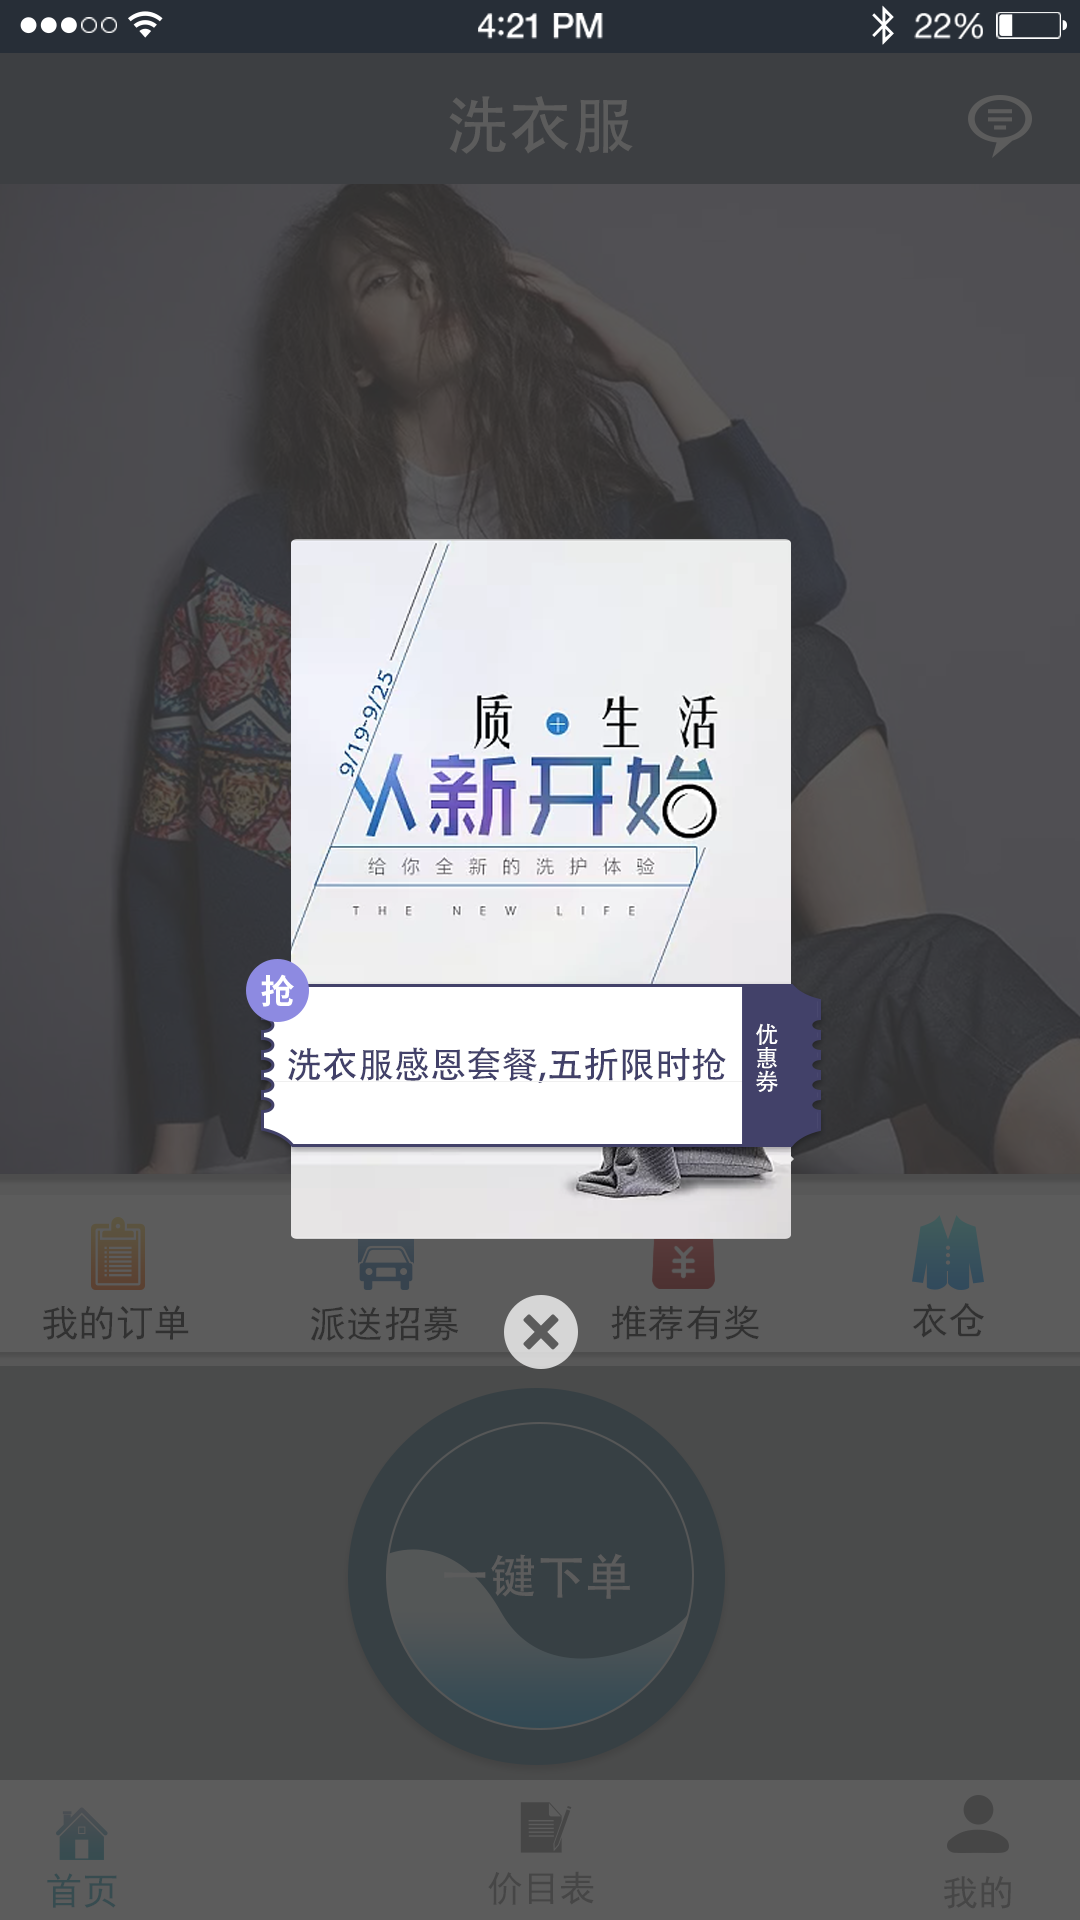 4:21 PM
22%
洗衣服
9/19-9/25
质 生 活
从新开始
给你全新的洗护体验
THE NEW LIFE
抢
洗衣服感恩套餐,五折限时抢
优惠券
我的订单
派送招募
推荐有奖
衣仓
一键下单
首页
价目表
我的